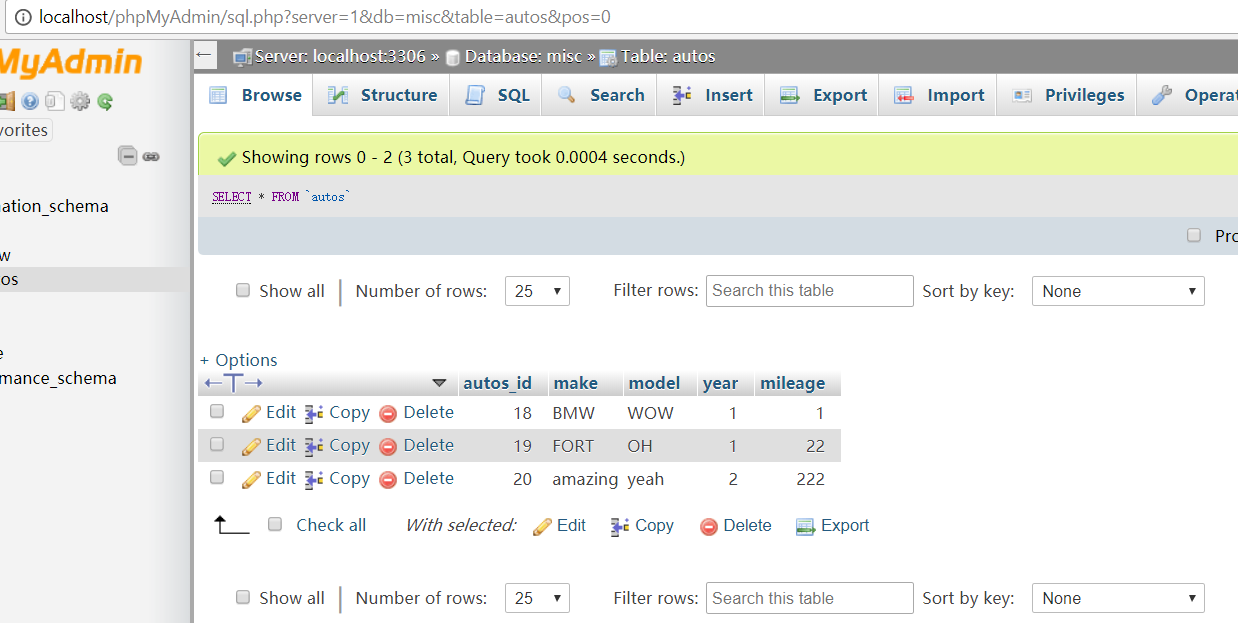 localhost/phpMyAdmin/sql.php?server=1&db=misc&table=autos&pos=0
MyAdmin
vorites
ation_schema
w
os
e
mance_schema
← Server: localhost:3306 » Database: misc » Table: autos
Browse Structure SQL Search Insert Export Import Privileges Operat
Showing rows 0 - 2 (3 total, Query took 0.0004 seconds.)
SELECT * FROM `autos`
Pro
Show all Number of rows: 25 Filter rows: Search this table Sort by key: None
+ Options
←T→ autos_id make model year mileage
Edit Copy Delete 18 BMW WOW 1 1
Edit Copy Delete 19 FORT OH 1 22
Edit Copy Delete 20 amazing yeah 2 222
Check all With selected: Edit Copy Delete Export
Show all Number of rows: 25 Filter rows: Search this table Sort by key: None